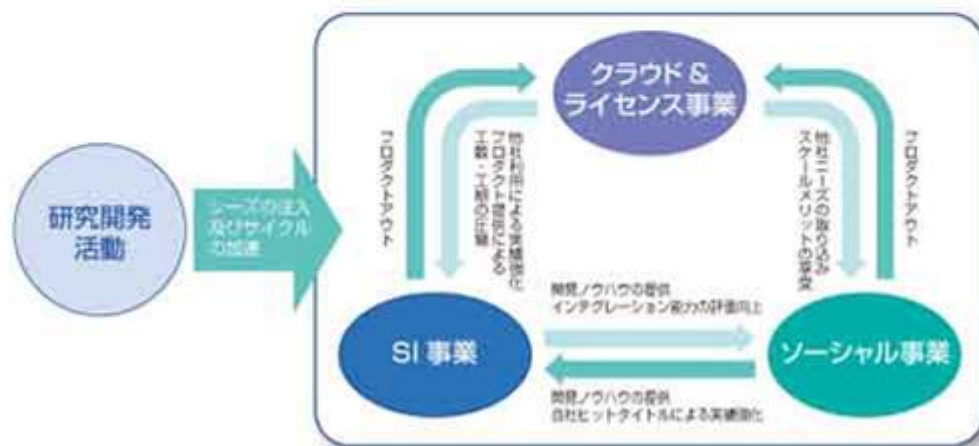 クラウド&
ライセンス事業
研究開発
活動
シーズの注入
及びサイクル
の加速
プロダクトアウト
他社利用による実績強化
プロダクト提供による
工数・工期の圧縮
他社ニーズの取り込み
スケールメリットの享受
プロダクトアウト
開発ノウハウの提供
インテグレーション能力の評価向上
SI 事業
ソーシャル事業
開発ノウハウの提供
自社ヒットタイトルによる実績強化